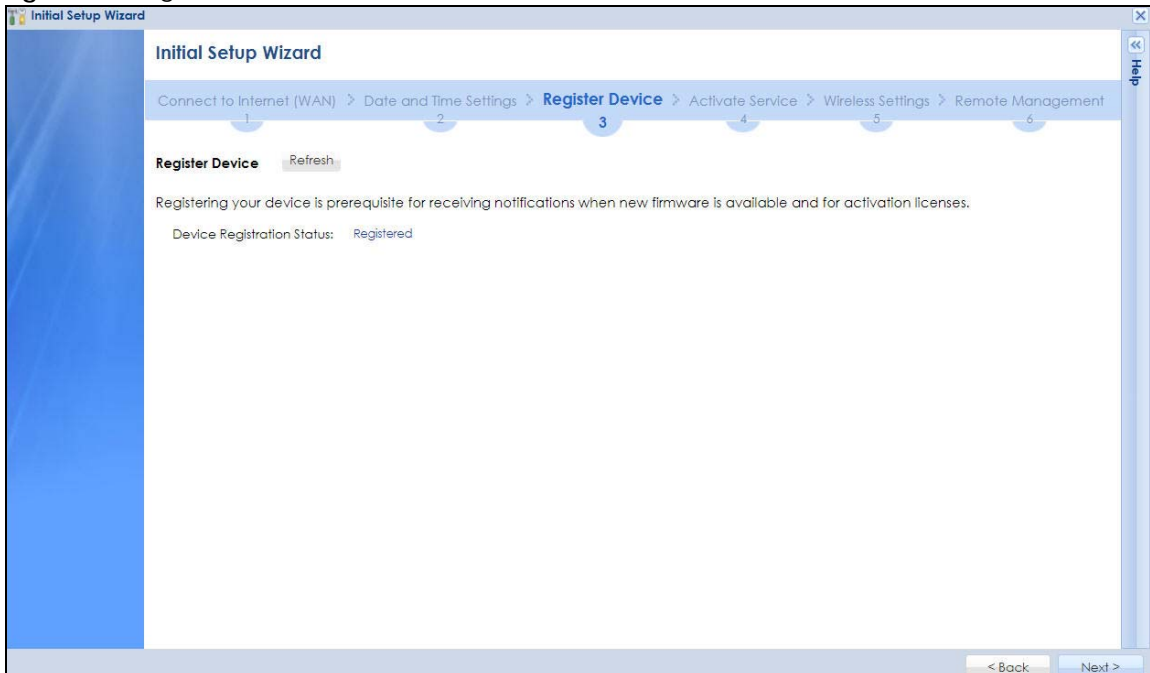 Initial Setup Wizard
Initial Setup Wizard
Help
Connect to Internet (WAN) > Date and Time Settings > Register Device > Activate Service > Wireless Settings > Remote Management
1 2 3 4 5 6
Register Device Refresh
Registering your device is prerequisite for receiving notifications when new firmware is available and for activation licenses.
Device Registration Status: Registered
< Back Next >